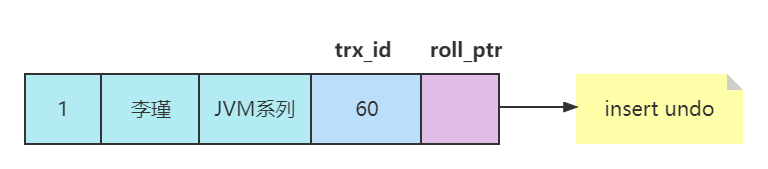 trx_id roll_ptr
1 李瑾 JVM系列 60 insert undo